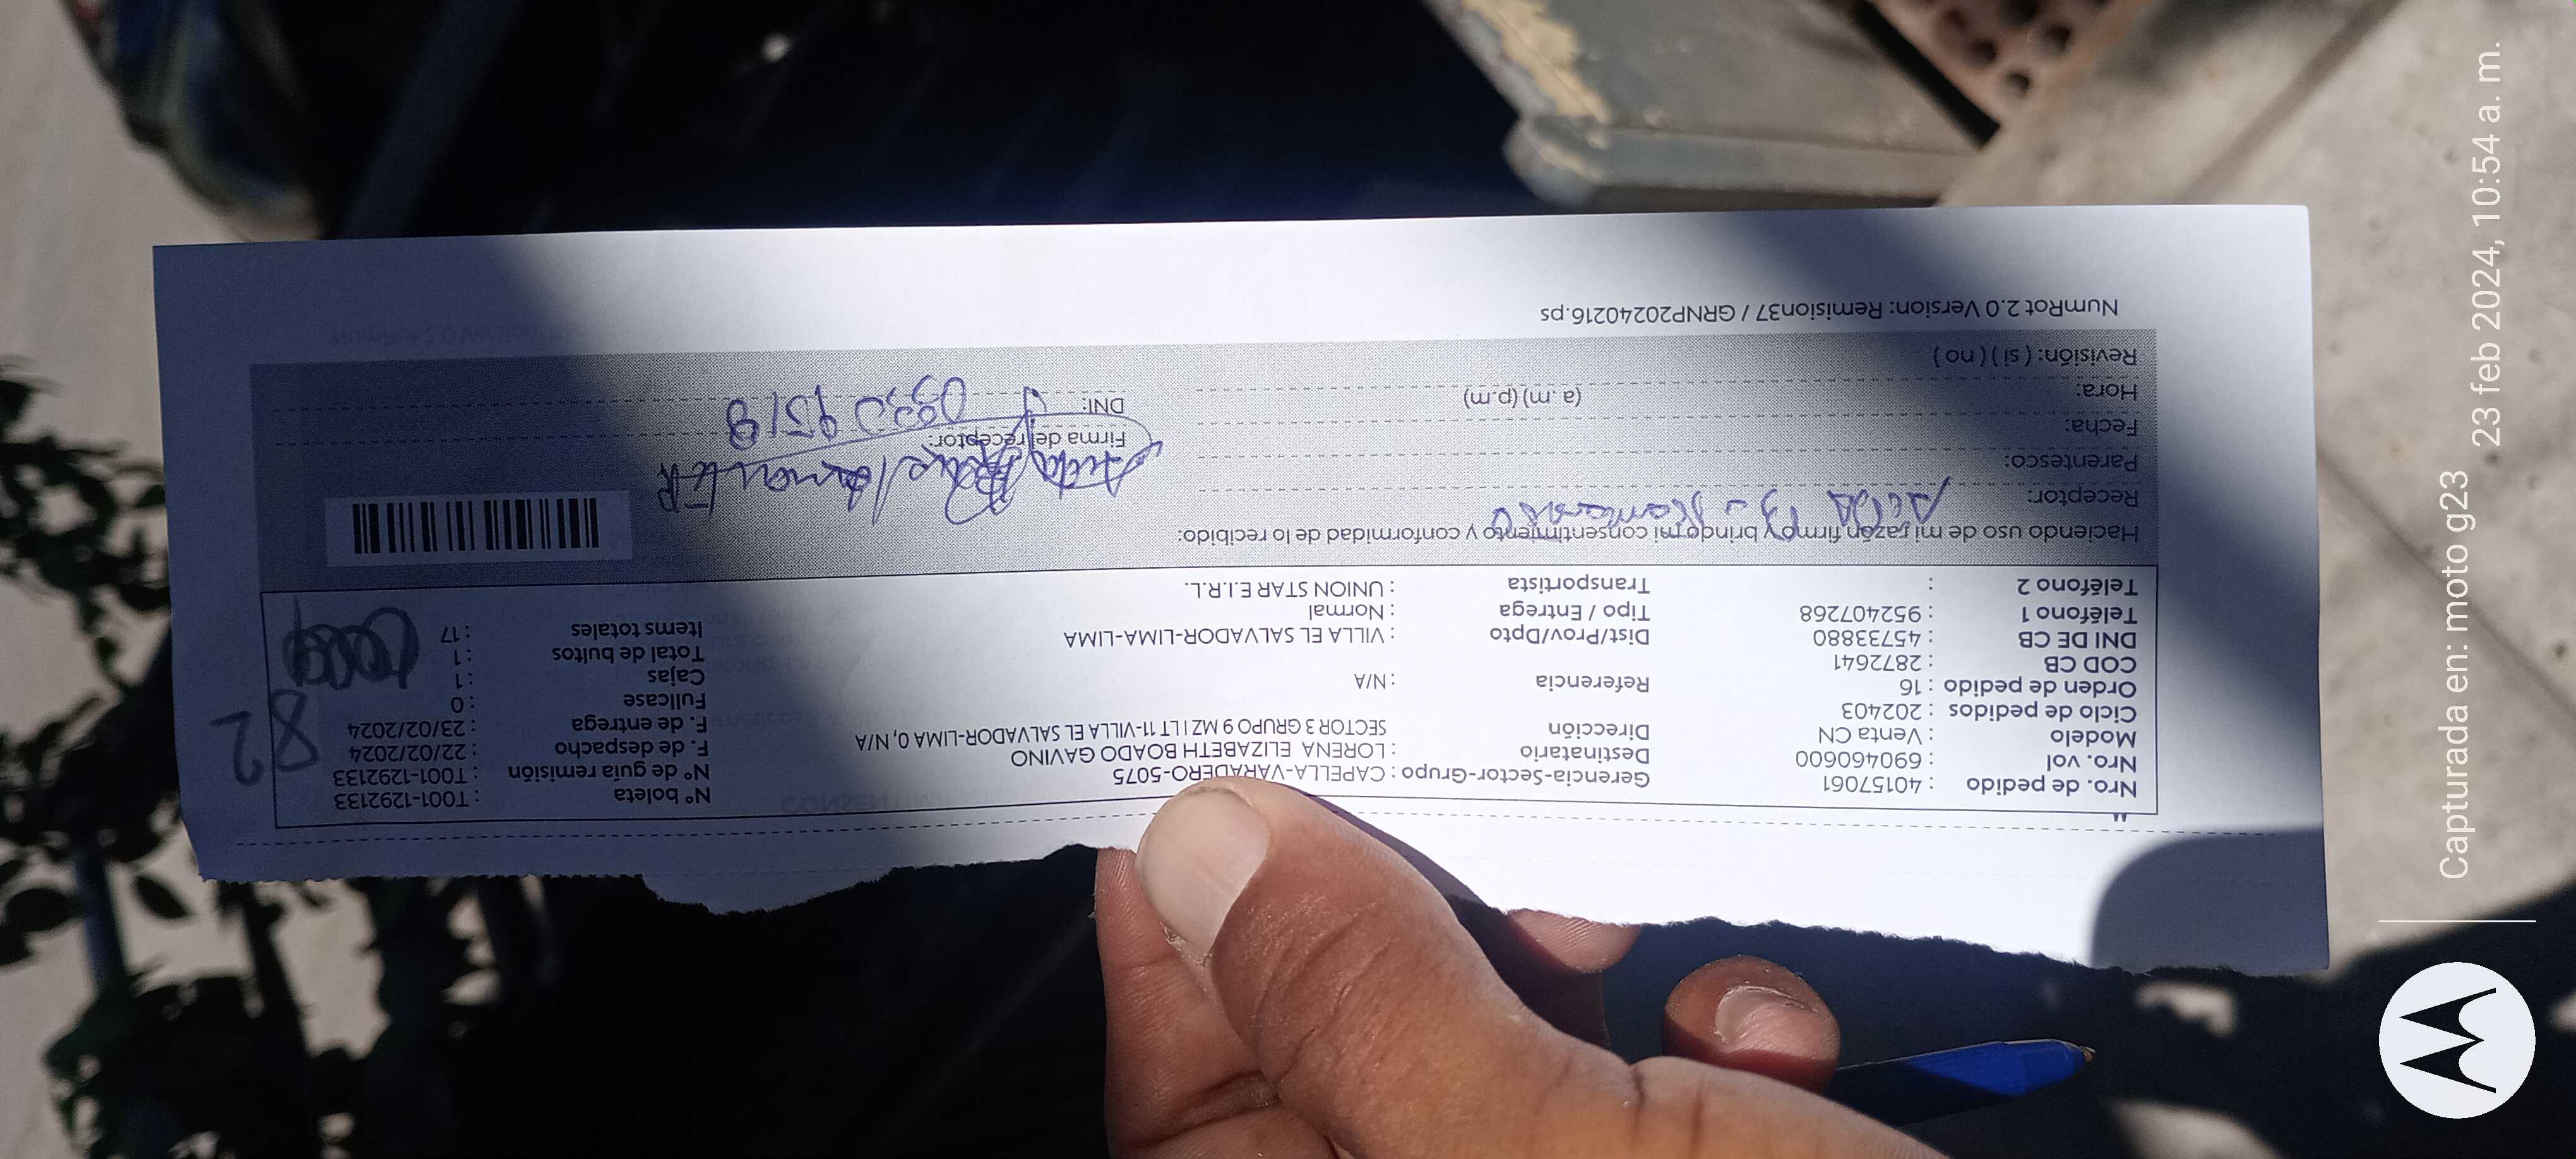 Nro. de pedido : 40157061
Nro. vol : 690460600
Modelo : Venta CN
Ciclo de pedidos : 202403
Orden de pedido : 16
COD CB : 2872641
DNI DE CB : 45733880
Teléfono 1 : 952407268
Teléfono 2 :
Gerencia-Sector-Grupo : CAPELLA-VARADERO-5075
Destinatario : LORENA ELIZABETH BOADO GAVINO
Dirección SECTOR 3 GRUPO 9 MZ I LT 11-VILLA EL SALVADOR-LIMA 0, N/A
Referencia : N/A
Dist/Prov/Dpto : VILLA EL SALVADOR-LIMA-LIMA
Tipo / Entrega : Normal
Transportista : UNION STAR E.I.R.L.
N° boleta : T001-1292133
N° de guía remisión : T001-1292133
F. de despacho : 22/02/2024
F. de entrega : 23/02/2024
Fullcase : 0
Cajas : 1
Total de bultos : 1
Items totales : 17
82
Haciendo uso de mi razón firmo y brindo mi consentimiento y conformidad de lo recibido:
Receptor:
Parentesco:
Fecha:
Hora: (a. m) (p.m)
Revisión: ( si ) ( no )
Firma del receptor:
DNI:
NumRot 2.0 Version: Remision37 / GRNP20240216.ps
Capturada en: moto g23
23 feb 2024, 10:54 a. m.